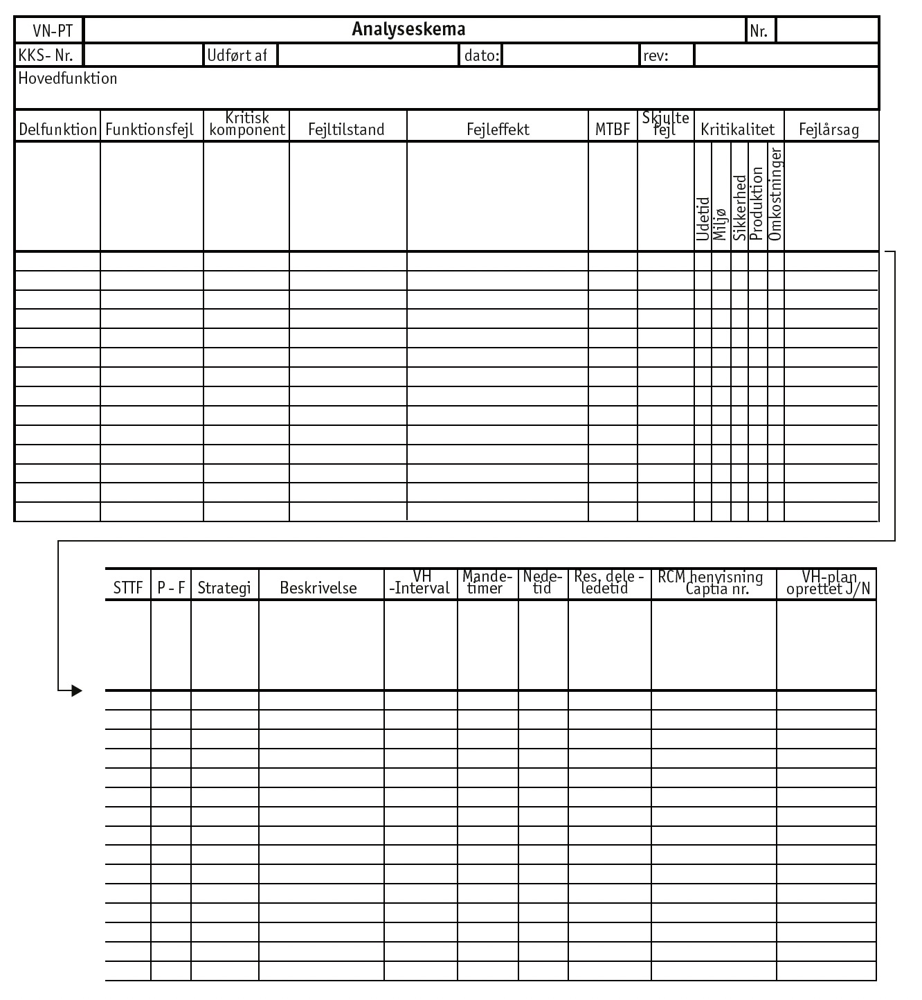 VN-PT Analyseskema Nr.
KKS- Nr. Udført af dato: rev:
Hovedfunktion
Delfunktion Funktionsfejl Kritisk komponent Fejltilstand Fejleffekt MTBF Skjulte fejl Kritikalitet Fejlårsag
Udetid
Miljø
Sikkerhed
Produktion
Omkostninger
STTF P - F Strategi Beskrivelse VH -Interval Mande- timer Nede- tid Res. dele - ledetid RCM henvisning Captia nr. VH-plan oprettet J/N